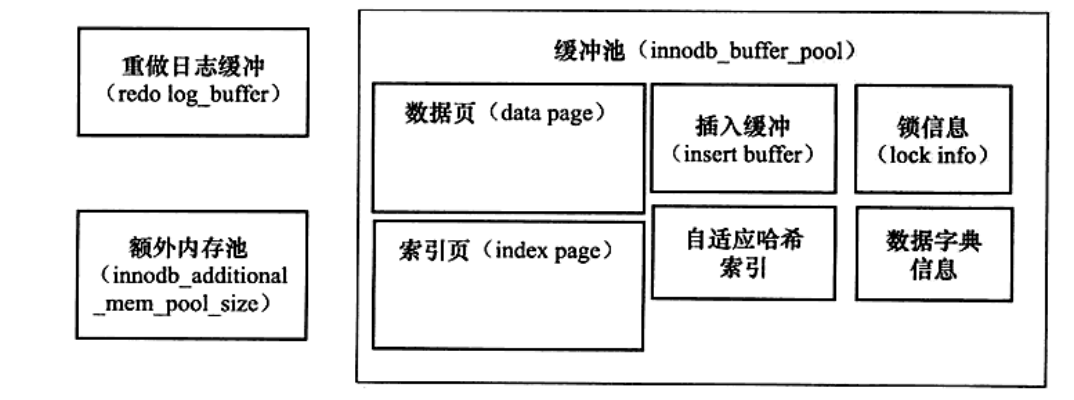 重做日志缓冲
（redo log_buffer）
额外内存池
（innodb_additional
_mem_pool_size）
缓冲池（innodb_buffer_pool）
数据页（data page）
插入缓冲
（insert buffer）
锁信息
（lock info）
索引页（index page）
自适应哈希
索引
数据字典
信息